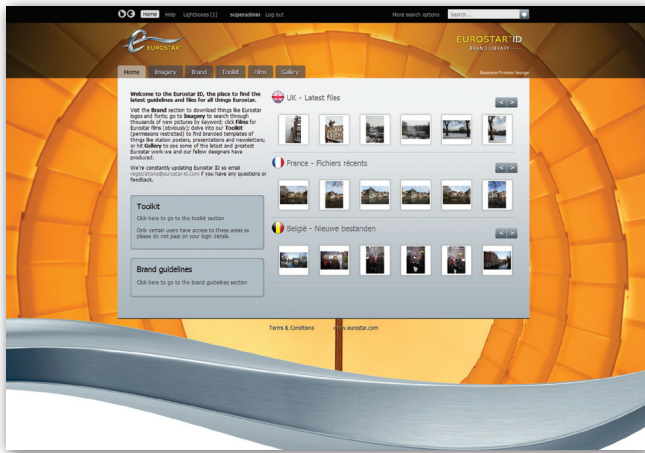 Home Help Lightboxes (1) superadmin Log out More search options Search...
EUROSTAR™
EUROSTAR™ID
BRAND LIBRARY
Home Imagery Brand Toolkit Films Gallery
Business Premier lounge
Welcome to the Eurostar ID, the place to find the
latest guidelines and files for all things Eurostar.
Visit the Brand section to download things like Eurostar
logos and fonts; go to Imagery to search through
thousands of new pictures by keyword; click Films for
Eurostar films (obviously); delve into our Toolkit
(permissions restricted) to find branded templates of
things like station posters, presentations and newsletters;
or hit Gallery to see some of the latest and greatest
Eurostar work we and our fellow designers have
produced.
We're constantly updating Eurostar ID so email
registrations@eurostar-id.com if you have any questions or
feedback.
Toolkit
Click here to go to the toolkit section
Only certain users have access to these areas so
please do not pass on your login details.
Brand guidelines
Click here to go to the brand guidelines section
UK - Latest files
< >
France - Fichiers récents
< >
België - Nieuwe bestanden
< >
Terms & Conditions www.eurostar.com